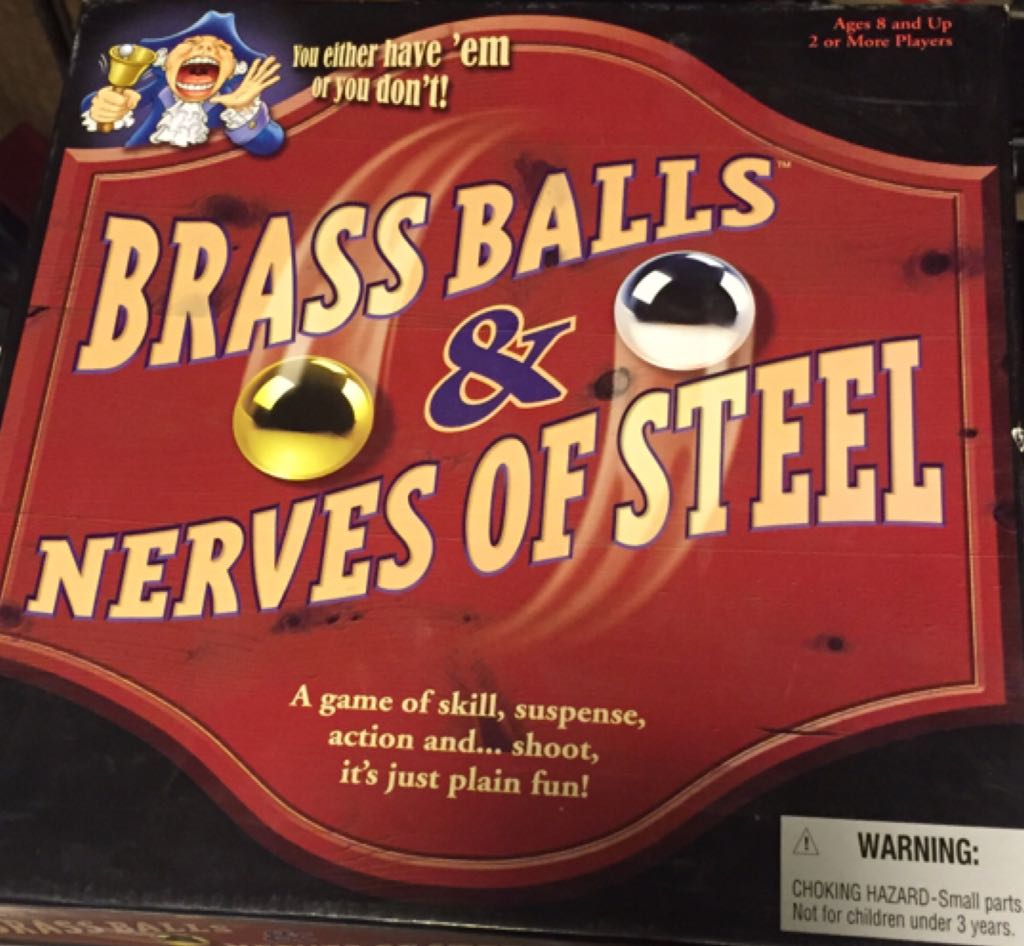 You either have 'em
or you don't!
Ages 8 and Up
2 or More Players
BRASS BALLS™
&
NERVES OF STEEL
A game of skill, suspense,
action and... shoot,
it's just plain fun!
WARNING:
CHOKING HAZARD-Small parts
Not for children under 3 years.
BRASS BALLS